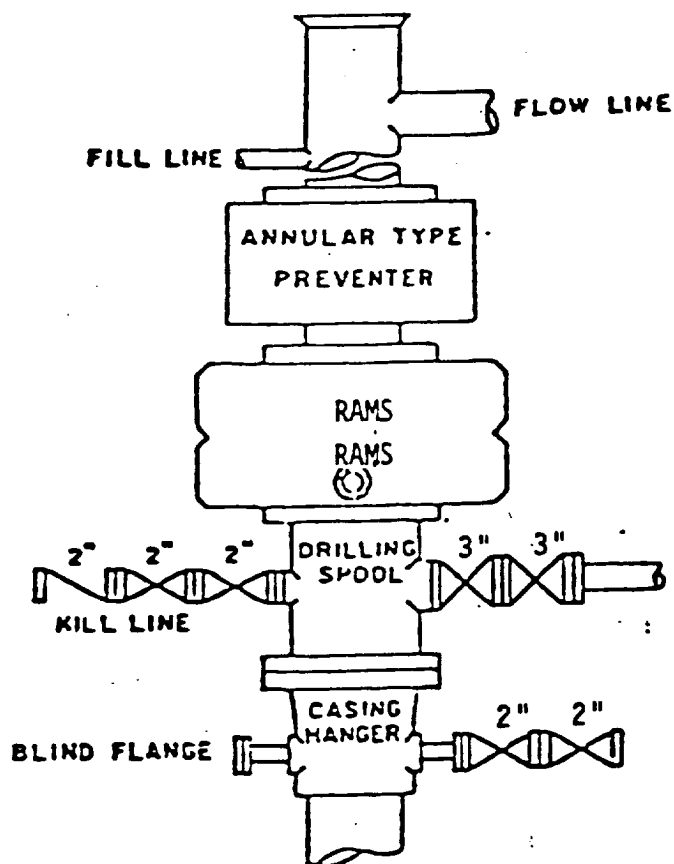 FLOW LINE
FILL LINE
ANNULAR TYPE
PREVENTER
RAMS
RAMS
2" 2" 2"
DRILLING
SPOOL
3" 3"
KILL LINE
CASING
HANGER
2" 2"
BLIND FLANGE